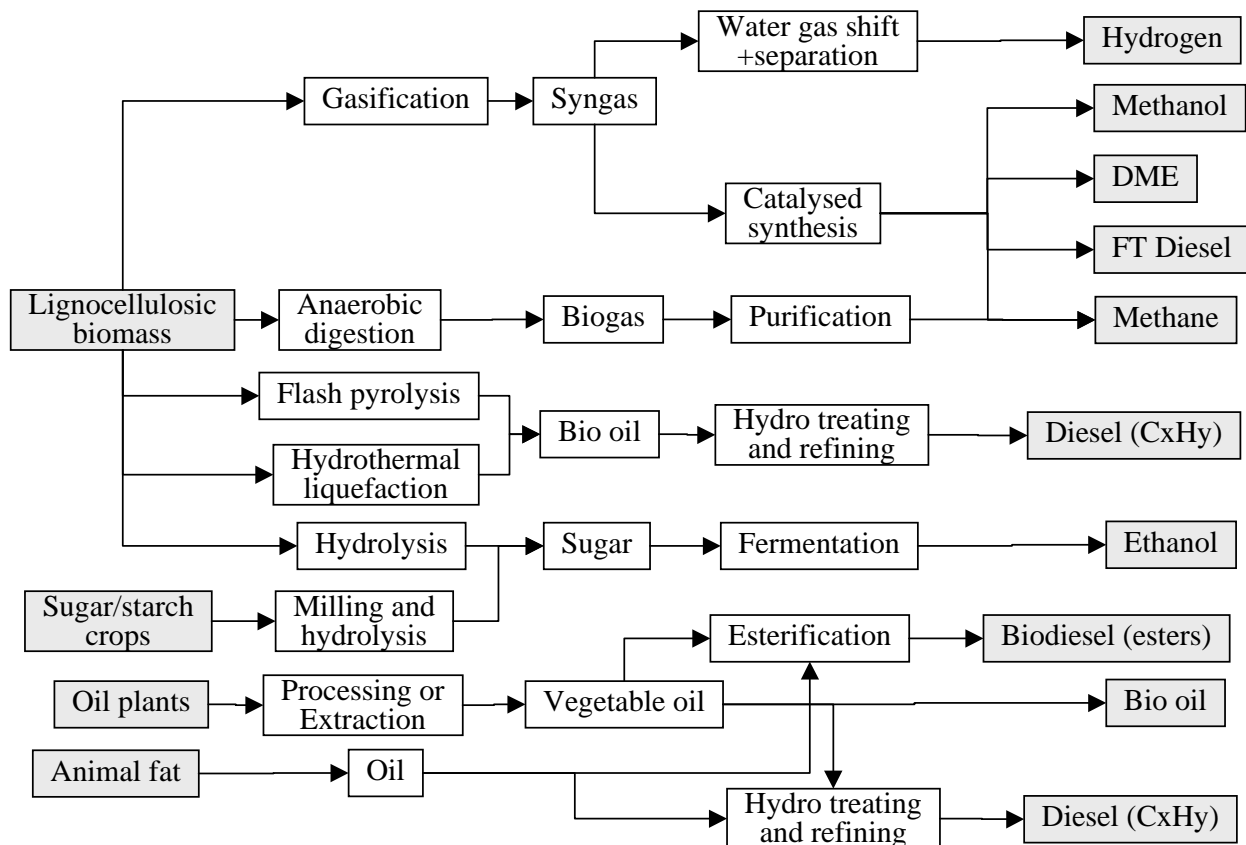 Water gas shift
+separation
Hydrogen
Gasification
Syngas
Methanol
DME
Catalysed
synthesis
FT Diesel
Lignocellulosic
biomass
Anaerobic
digestion
Biogas
Purification
Methane
Flash pyrolysis
Bio oil
Hydro treating
and refining
Diesel (CxHy)
Hydrothermal
liquefaction
Hydrolysis
Sugar
Fermentation
Ethanol
Sugar/starch
crops
Milling and
hydrolysis
Esterification
Biodiesel (esters)
Oil plants
Processing or
Extraction
Vegetable oil
Bio oil
Animal fat
Oil
Hydro treating
and refining
Diesel (CxHy)